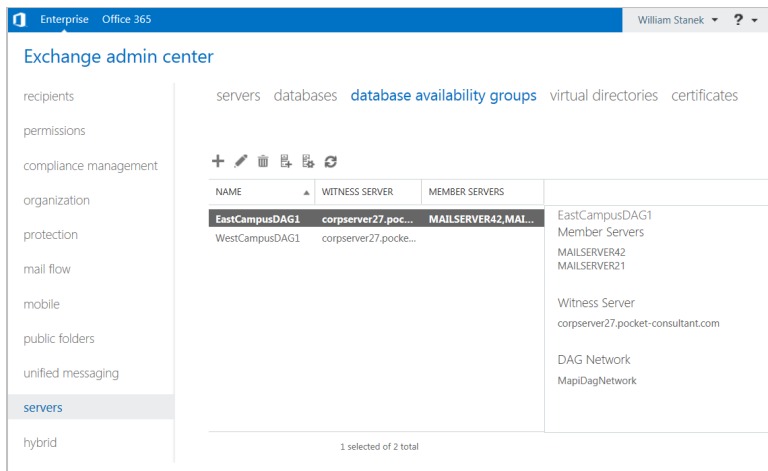 Enterprise Office 365 William Stanek ?
Exchange admin center
recipients
permissions
compliance management
organization
protection
mail flow
mobile
public folders
unified messaging
servers
hybrid
servers databases database availability groups virtual directories certificates
NAME WITNESS SERVER MEMBER SERVERS
EastCampusDAG1 corpserver27.poc... MAILSERVER42,MAI...
WestCampusDAG1 corpserver27.pocke...
1 selected of 2 total
EastCampusDAG1
Member Servers
MAILSERVER42
MAILSERVER21
Witness Server
corpserver27.pocket-consultant.com
DAG Network
MapiDagNetwork